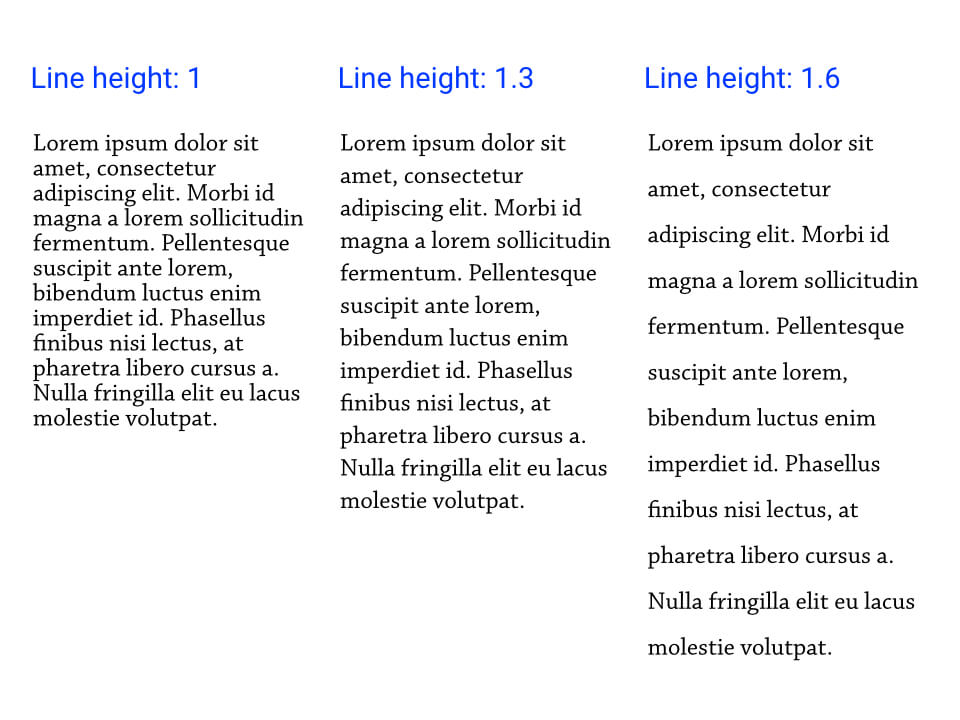 Line height: 1
Lorem ipsum dolor sit
amet, consectetur
adipiscing elit. Morbi id
magna a lorem sollicitudin
fermentum. Pellentesque
suscipit ante lorem,
bibendum luctus enim
imperdiet id. Phasellus
finibus nisi lectus, at
pharetra libero cursus a.
Nulla fringilla elit eu lacus
molestie volutpat.
Line height: 1.3
Lorem ipsum dolor sit
amet, consectetur
adipiscing elit. Morbi id
magna a lorem sollicitudin
fermentum. Pellentesque
suscipit ante lorem,
bibendum luctus enim
imperdiet id. Phasellus
finibus nisi lectus, at
pharetra libero cursus a.
Nulla fringilla elit eu lacus
molestie volutpat.
Line height: 1.6
Lorem ipsum dolor sit
amet, consectetur
adipiscing elit. Morbi id
magna a lorem sollicitudin
fermentum. Pellentesque
suscipit ante lorem,
bibendum luctus enim
imperdiet id. Phasellus
finibus nisi lectus, at
pharetra libero cursus a.
Nulla fringilla elit eu lacus
molestie volutpat.